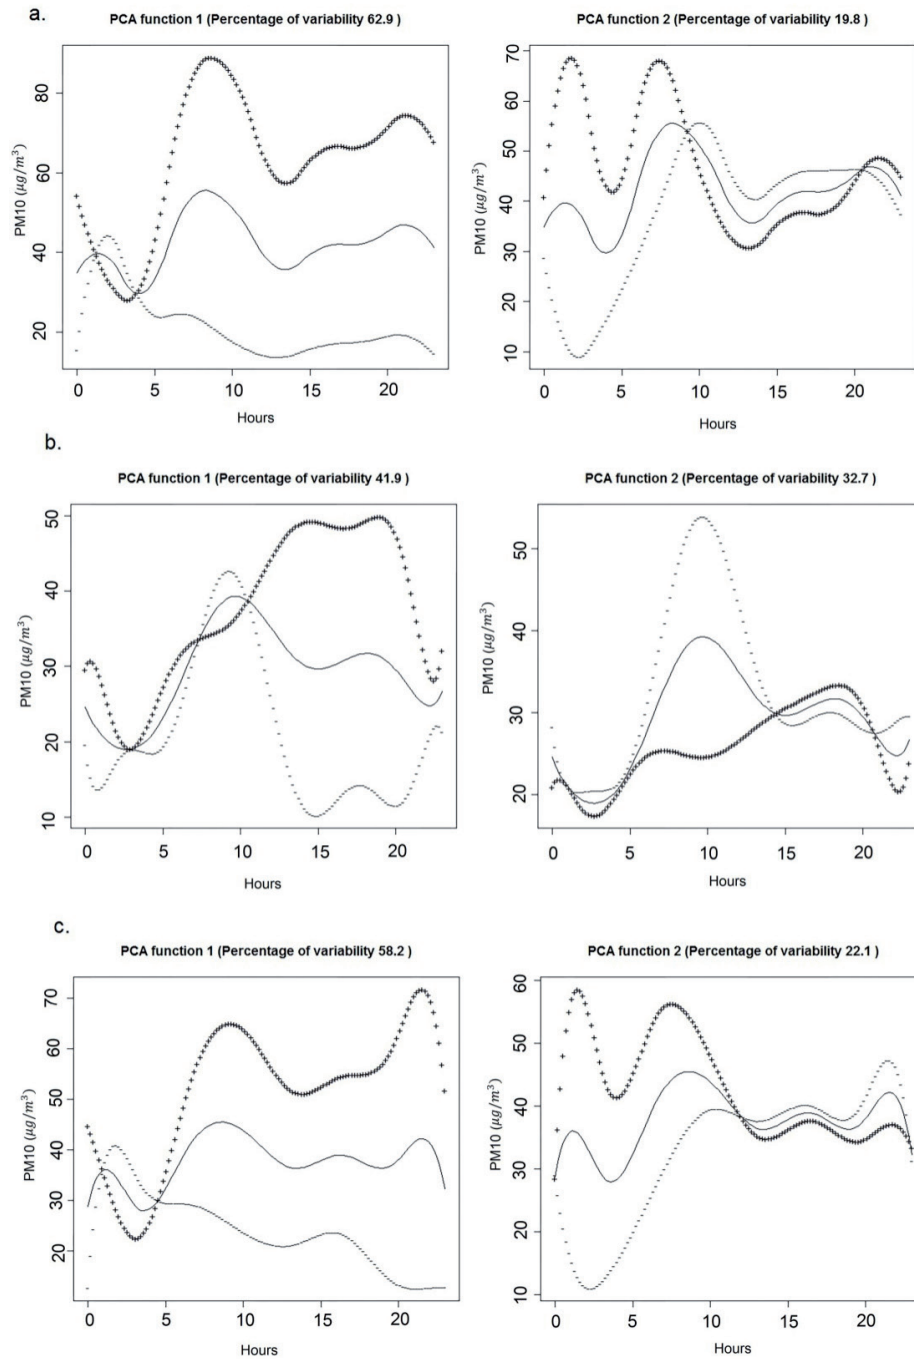 a.
PCA function 1 (Percentage of variability 62.9 )
PM10 (μg/m³)
80
60
40
20
0 5 10 15 20
Hours
PCA function 2 (Percentage of variability 19.8 )
PM10 (μg/m³)
70
60
50
40
30
20
10
0 5 10 15 20
Hours
b.
PCA function 1 (Percentage of variability 41.9 )
PM10 (μg/m³)
50
40
30
20
10
0 5 10 15 20
Hours
PCA function 2 (Percentage of variability 32.7 )
PM10 (μg/m³)
50
40
30
20
0 5 10 15 20
Hours
c.
PCA function 1 (Percentage of variability 58.2 )
PM10 (μg/m³)
70
60
50
40
30
20
0 5 10 15 20
Hours
PCA function 2 (Percentage of variability 22.1 )
PM10 (μg/m³)
60
50
40
30
20
10
0 5 10 15 20
Hours